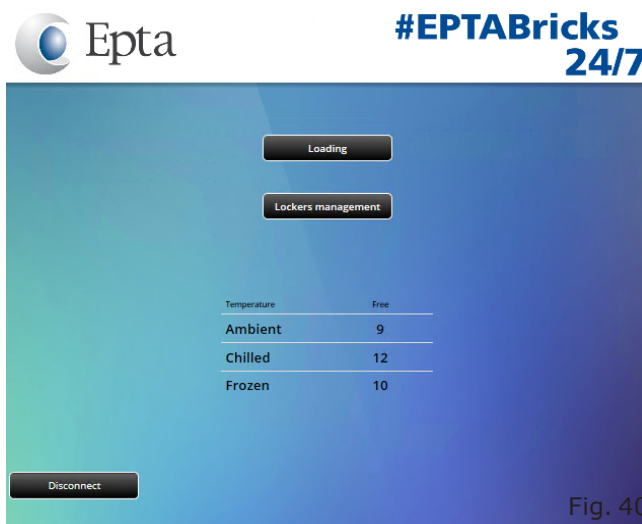 Epta
#EPTABricks
24/7
Loading
Lockers management
Temperature Free
Ambient 9
Chilled 12
Frozen 10
Disconnect
Fig. 40